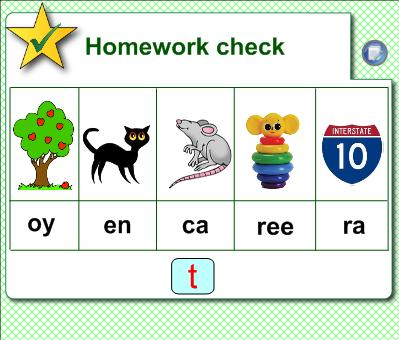 Homework check
INTERSTATE
10
oy en ca ree ra
t